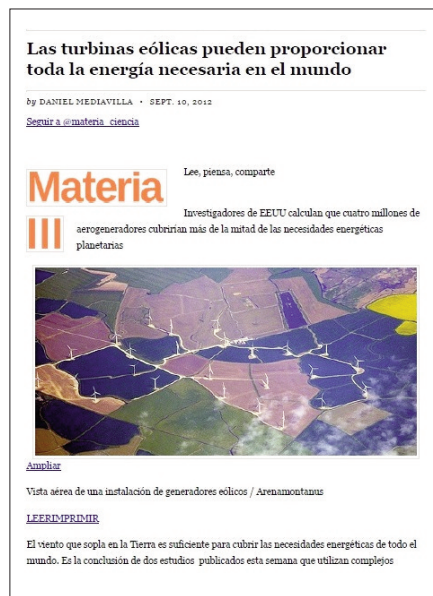 Las turbinas eólicas pueden proporcionar
toda la energía necesaria en el mundo
by DANIEL MEDIAVILLA • SEPT. 10, 2012
Seguir a @materia_ciencia
Materia
Lee, piensa, comparte
III
Investigadores de EEUU calculan que cuatro millones de
aerogeneradores cubrirían más de la mitad de las necesidades energéticas
planetarias
Ampliar
Vista aérea de una instalación de generadores eólicos / Arenamontanus
LEERIMPRIMIR
El viento que sopla en la Tierra es suficiente para cubrir las necesidades energéticas de todo el
mundo. Es la conclusión de dos estudios publicados esta semana que utilizan complejos